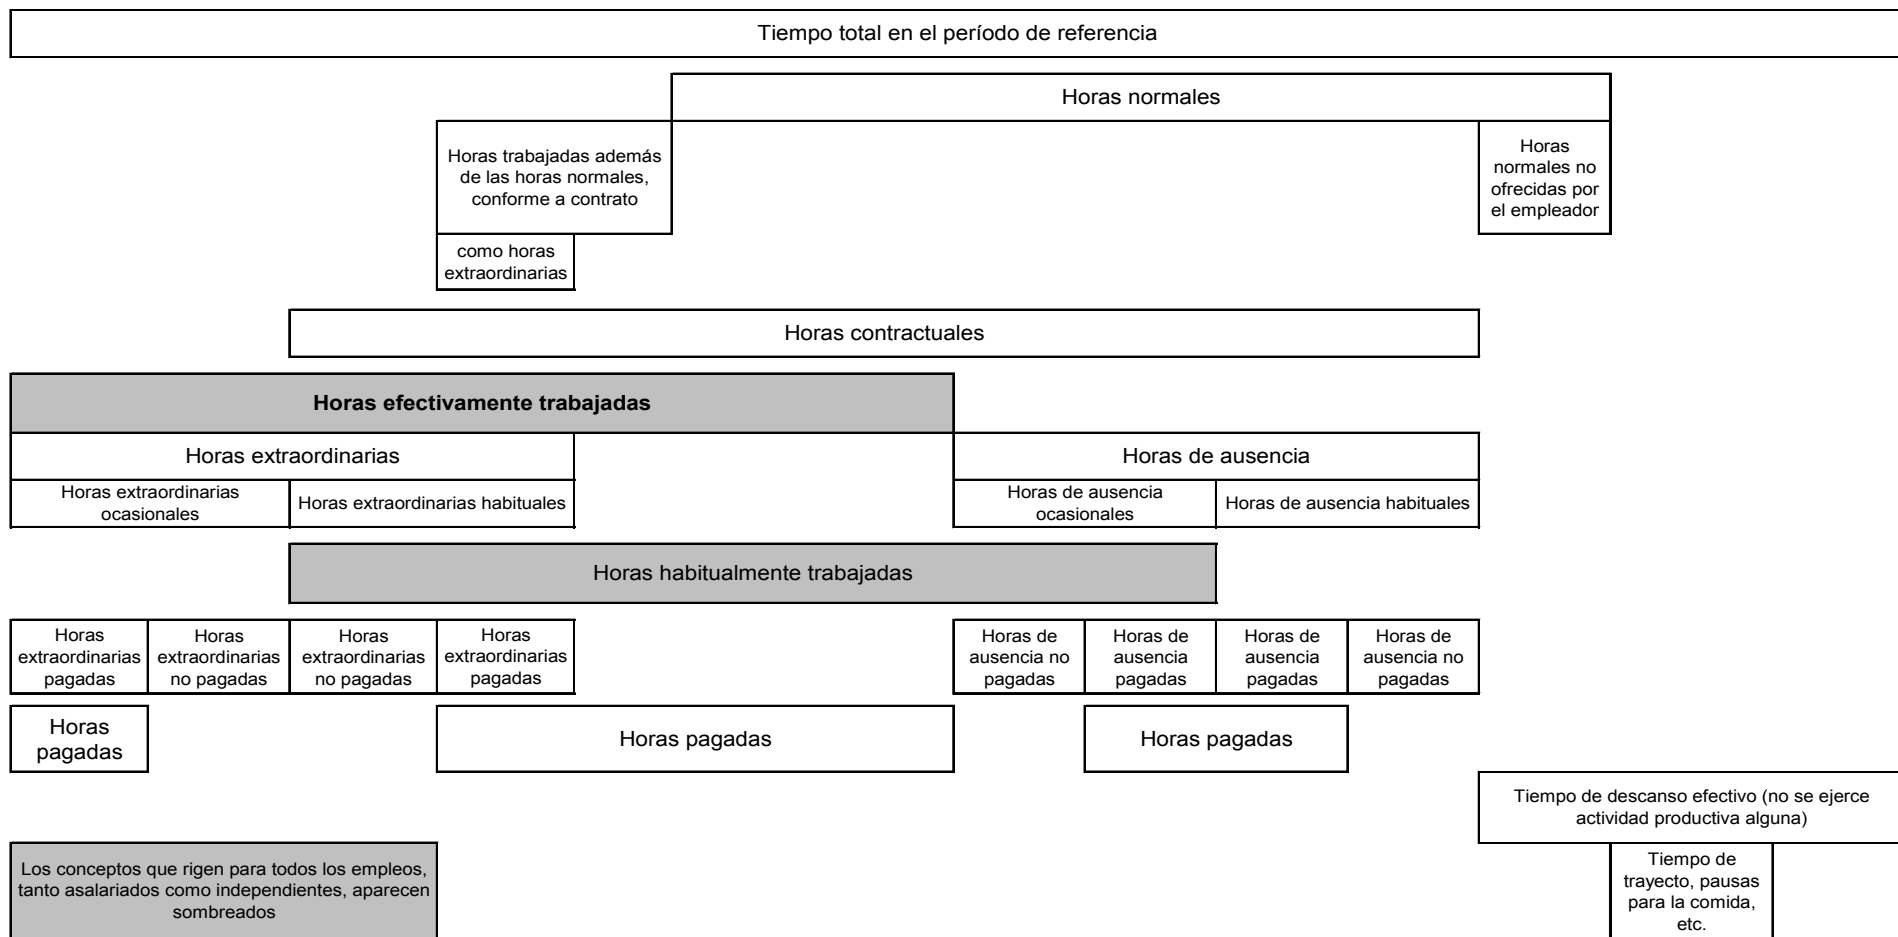 Tiempo total en el período de referencia
Horas normales
Horas trabajadas además
de las horas normales,
conforme a contrato
Horas
normales no
ofrecidas por
el empleador
como horas
extraordinarias
Horas contractuales
Horas efectivamente trabajadas
Horas extraordinarias
Horas de ausencia
Horas extraordinarias
ocasionales
Horas extraordinarias habituales
Horas de ausencia
ocasionales
Horas de ausencia habituales
Horas habitualmente trabajadas
Horas
extraordinarias
pagadas
Horas
extraordinarias
no pagadas
Horas
extraordinarias
no pagadas
Horas
extraordinarias
pagadas
Horas de
ausencia no
pagadas
Horas de
ausencia
pagadas
Horas de
ausencia
pagadas
Horas de
ausencia no
pagadas
Horas
pagadas
Horas pagadas
Horas pagadas
Tiempo de descanso efectivo (no se ejerce
actividad productiva alguna)
Los conceptos que rigen para todos los empleos,
tanto asalariados como independientes, aparecen
sombreados
Tiempo de
trayecto, pausas
para la comida,
etc.